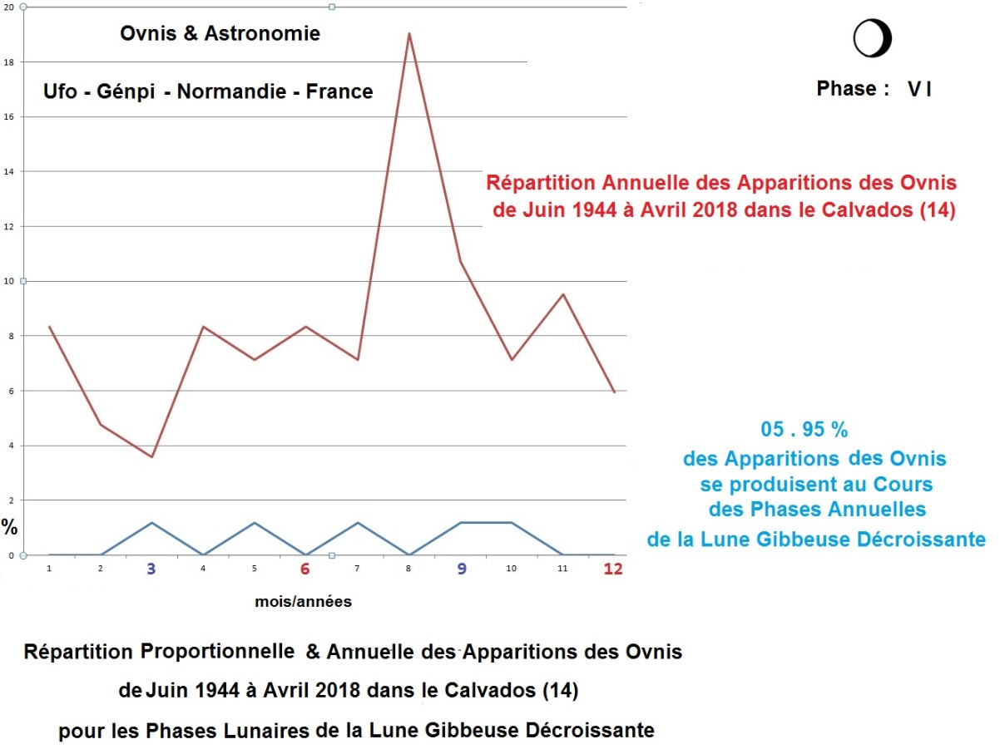 Ovnis & Astronomie
Ufo - Génpi - Normandie - France
Phase : VI
Répartition Annuelle des Apparitions des Ovnis
de Juin 1944 à Avril 2018 dans le Calvados (14)
05 . 95 %
des Apparitions des Ovnis
se produisent au Cours
des Phases Annuelles
de la Lune Gibbeuse Décroissante
20
18
16
14
12
10
8
6
4
2
%
0
1 2 3 4 5 6 7 8 9 10 11 12
mois/années
Répartition Proportionnelle & Annuelle des Apparitions des Ovnis
de Juin 1944 à Avril 2018 dans le Calvados (14)
pour les Phases Lunaires de la Lune Gibbeuse Décroissante